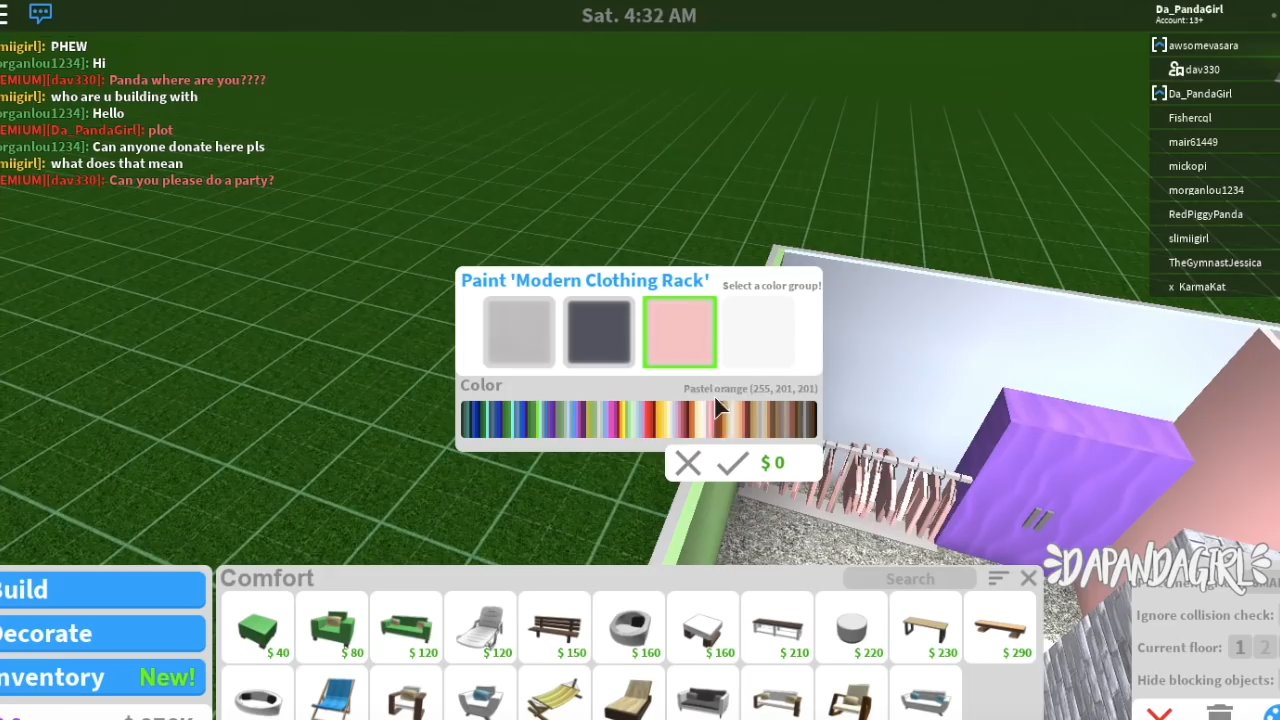 Sat. 4:32 AM
Da_PandaGirl
Account: 13+
miigirl]: PHEW
organlou1234]: Hi
EMIUM][dav330]: Panda where are you????
miigirl]: who are u building with
organlou1234]: Hello
EMIUM][Da_PandaGirl]: plot
organlou1234]: Can anyone donate here pls
miigirl]: what does that mean
EMIUM][dav330]: Can you please do a party?
awsomevasara
dav330
Da_PandaGirl
Fishercql
mair61449
mickopi
morganlou1234
RedPiggyPanda
slimiigirl
TheGymnastJessica
x KarmaKat
Paint 'Modern Clothing Rack'
Select a color group!
Color
Pastel orange (255, 201, 201)
$ 0
DAPANDAGIRL
Build
Decorate
nventory New!
Comfort
Search
$ 40
$ 80
$ 120
$ 120
$ 150
$ 160
$ 160
$ 210
$ 220
$ 230
$ 290
Ignore collision check:
Current floor: 1 2
Hide blocking objects: